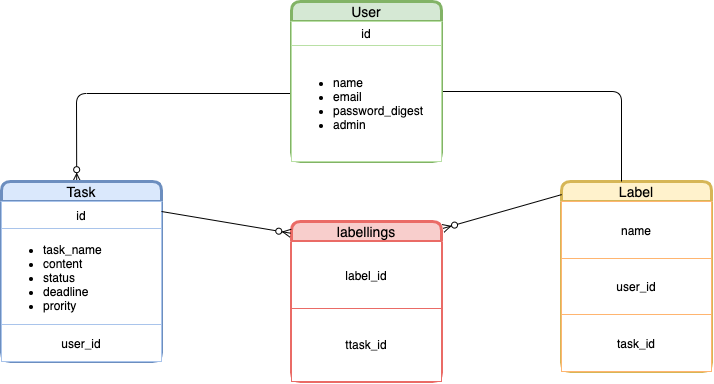 User
id
name
email
password_digest
admin
Task
id
task_name
content
status
deadline
prority
user_id
labellings
label_id
ttask_id
Label
name
user_id
task_id